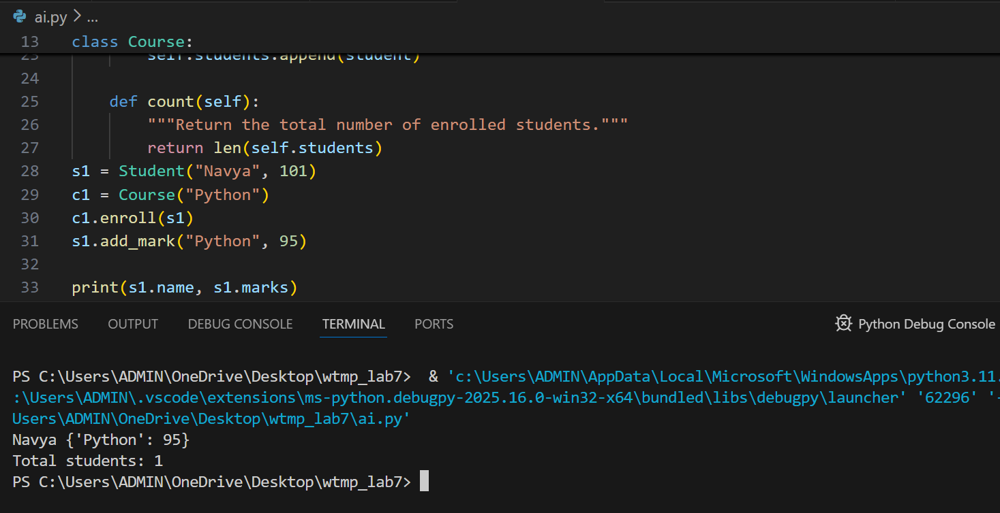 ai.py > ...
13 class Course:
23 self.students.append(student)
24
25 def count(self):
26 """Return the total number of enrolled students."""
27 return len(self.students)
28 s1 = Student("Navya", 101)
29 c1 = Course("Python")
30 c1.enroll(s1)
31 s1.add_mark("Python", 95)
32
33 print(s1.name, s1.marks)
PROBLEMS OUTPUT DEBUG CONSOLE TERMINAL PORTS Python Debug Console
PS C:\Users\ADMIN\OneDrive\Desktop\wtmp_lab7> & 'c:\Users\ADMIN\AppData\Local\Microsoft\WindowsApps\python3.11.
:\Users\ADMIN\.vscode\extensions\ms-python.debugpy-2025.16.0-win32-x64\bundled\libs\debugpy\launcher' '62296' '-
Users\ADMIN\OneDrive\Desktop\wtmp_lab7\ai.py'
Navya {'Python': 95}
Total students: 1
PS C:\Users\ADMIN\OneDrive\Desktop\wtmp_lab7>